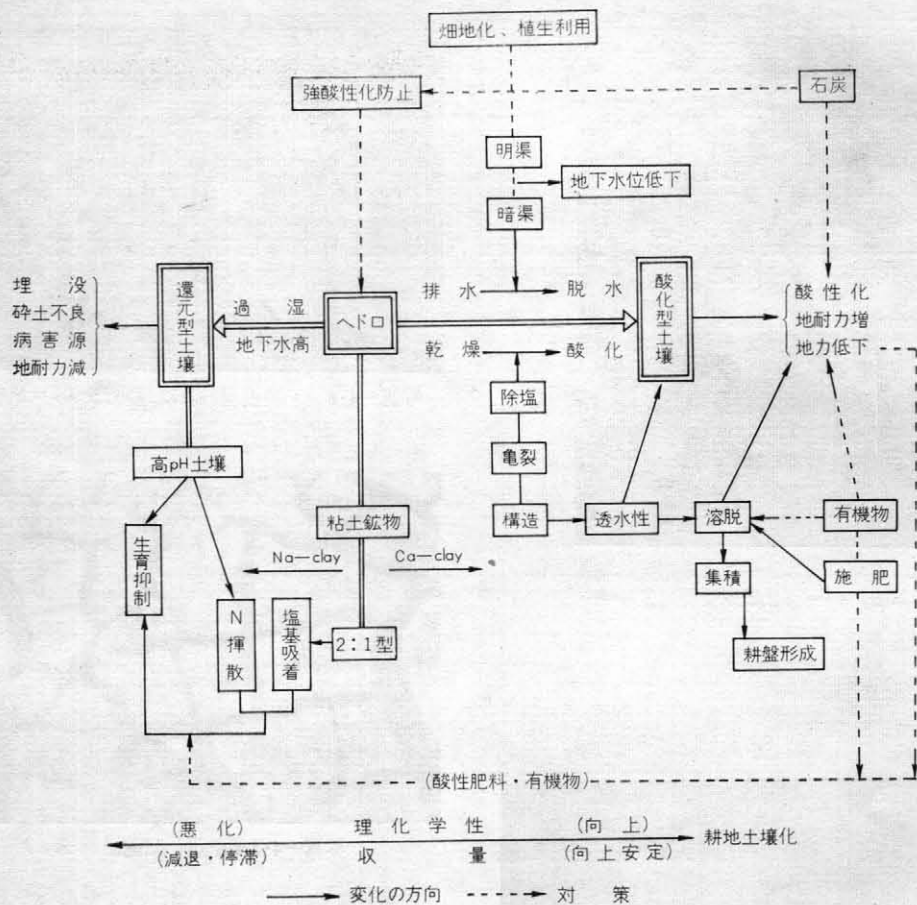 畑地化、植生利用
強酸性化防止
石炭
明渠
地下水位低下
暗渠
埋没
砕土不良
病害源
地耐力減
還元型土壌
過湿
地下水高
ヘドロ
排水
脱水
乾燥
酸化
酸化型土壌
酸性化
地耐力増
地力低下
除塩
亀裂
構造
透水性
溶脱
有機物
集積
施肥
耕盤形成
高pH土壌
粘土鉱物
Na—clay
Ca—clay
生育抑制
N揮散
塩基吸着
2：1型
(酸性肥料・有機物)
(悪化) 理化学性 (向上)
耕地土壌化
(減退・停滞) 収量 (向上安定)
変化の方向 対策